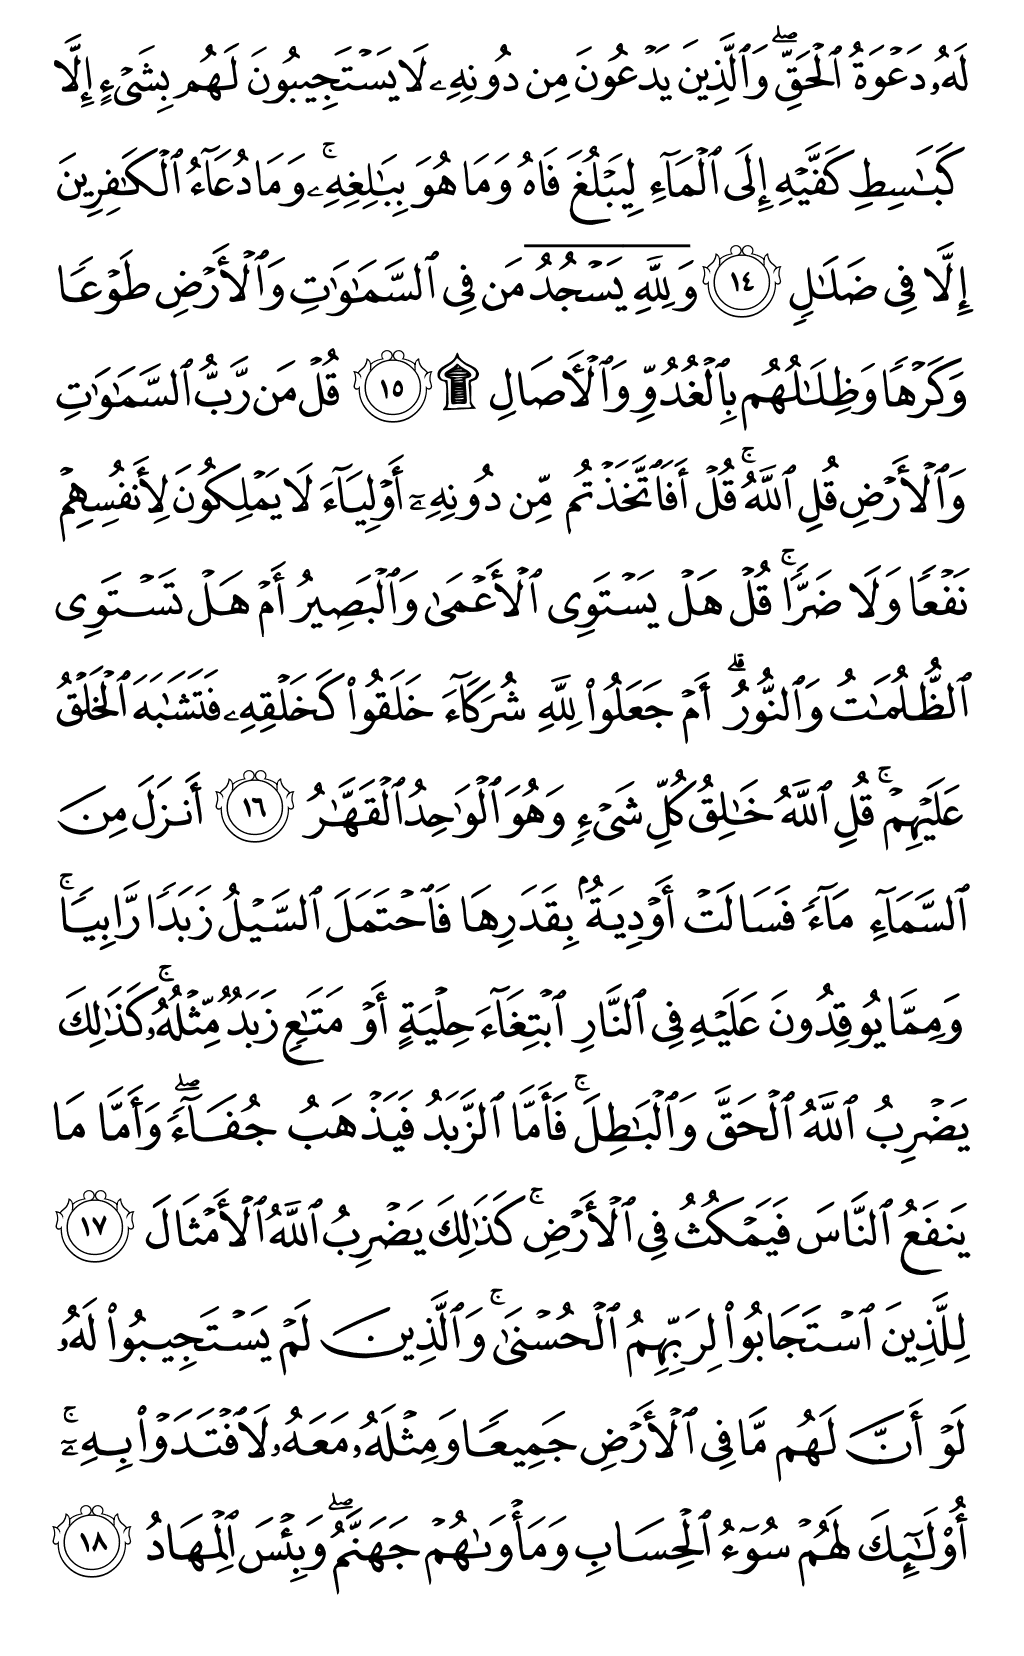 لَهُۥ دَعۡوَةُ ٱلۡحَقِّۖ وَٱلَّذِينَ يَدۡعُونَ مِن دُونِهِۦ لَا يَسۡتَجِيبُونَ لَهُم بِشَيۡءٍ إِلَّا
كَبَٰسِطِ كَفَّيۡهِ إِلَى ٱلۡمَآءِ لِيَبۡلُغَ فَاهُ وَمَا هُوَ بِبَٰلِغِهِۦۚ وَمَا دُعَآءُ ٱلۡكَٰفِرِينَ
إِلَّا فِي ضَلَٰلٖ ١٤ وَلِلَّهِۤ يَسۡجُدُۤ مَن فِي ٱلسَّمَٰوَٰتِ وَٱلۡأَرۡضِ طَوۡعٗا
وَكَرۡهٗا وَظِلَٰلُهُم بِٱلۡغُدُوِّ وَٱلۡأٓصَالِ ۩ ١٥ قُلۡ مَن رَّبُّ ٱلسَّمَٰوَٰتِ
وَٱلۡأَرۡضِ قُلِ ٱللَّهُۚ قُلۡ أَفَٱتَّخَذۡتُم مِّن دُونِهِۦٓ أَوۡلِيَآءَ لَا يَمۡلِكُونَ لِأَنفُسِهِمۡ
نَفۡعٗا وَلَا ضَرّٗاۚ قُلۡ هَلۡ يَسۡتَوِي ٱلۡأَعۡمَىٰ وَٱلۡبَصِيرُ أَمۡ هَلۡ تَسۡتَوِي
ٱلظُّلُمَٰتُ وَٱلنُّورُۗ أَمۡ جَعَلُواْ لِلَّهِ شُرَكَآءَ خَلَقُواْ كَخَلۡقِهِۦ فَتَشَٰبَهَ ٱلۡخَلۡقُ
عَلَيۡهِمۡۚ قُلِ ٱللَّهُ خَٰلِقُ كُلِّ شَيۡءٖ وَهُوَ ٱلۡوَٰحِدُ ٱلۡقَهَّٰرُ ١٦ أَنزَلَ مِنَ
ٱلسَّمَآءِ مَآءٗ فَسَالَتۡ أَوۡدِيَةُۢ بِقَدَرِهَا فَٱحۡتَمَلَ ٱلسَّيۡلُ زَبَدٗا رَّابِيٗاۚ
وَمِمَّا يُوقِدُونَ عَلَيۡهِ فِي ٱلنَّارِ ٱبۡتِغَآءَ حِلۡيَةٍ أَوۡ مَتَٰعٖ زَبَدٞ مِّثۡلُهُۥۚ كَذَٰلِكَ
يَضۡرِبُ ٱللَّهُ ٱلۡحَقَّ وَٱلۡبَٰطِلَۚ فَأَمَّا ٱلزَّبَدُ فَيَذۡهَبُ جُفَآءٗۖ وَأَمَّا مَا
يَنفَعُ ٱلنَّاسَ فَيَمۡكُثُ فِي ٱلۡأَرۡضِۚ كَذَٰلِكَ يَضۡرِبُ ٱللَّهُ ٱلۡأَمۡثَالَ ١٧
لِلَّذِينَ ٱسۡتَجَابُواْ لِرَبِّهِمُ ٱلۡحُسۡنَىٰۚ وَٱلَّذِينَ لَمۡ يَسۡتَجِيبُواْ لَهُۥ
لَوۡ أَنَّ لَهُم مَّا فِي ٱلۡأَرۡضِ جَمِيعٗا وَمِثۡلَهُۥ مَعَهُۥ لَٱفۡتَدَوۡاْ بِهِۦٓۚ
أُوْلَٰٓئِكَ لَهُمۡ سُوٓءُ ٱلۡحِسَابِ وَمَأۡوَىٰهُمۡ جَهَنَّمُۖ وَبِئۡسَ ٱلۡمِهَادُ ١٨